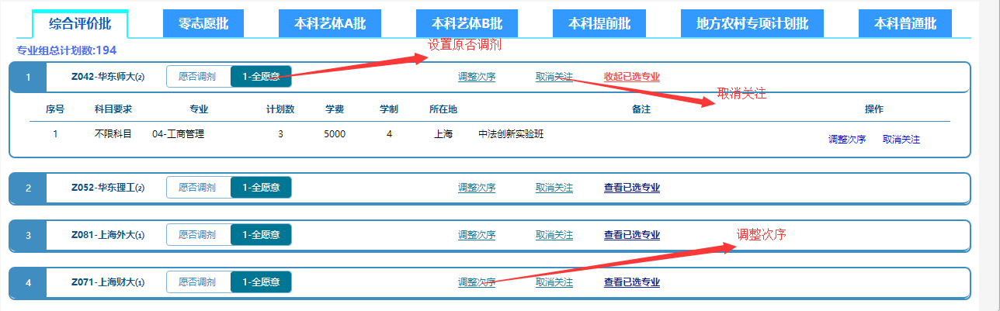 综合评价批 零志愿批 本科艺体A批 本科艺体B批 本科提前批 地方农村专项计划批 本科普通批
专业组总计划数:194
设置原否调剂
1 Z042-华东师大(2) 愿否调剂 1-全愿意 调整次序 取消关注 收起已选专业
取消关注
序号 科目要求 专业 计划数 学费 学制 所在地 备注 操作
1 不限科目 04-工商管理 3 5000 4 上海 中法创新实验班 调整次序 取消关注
2 Z052-华东理工(2) 愿否调剂 1-全愿意 调整次序 取消关注 查看已选专业
3 Z081-上海外大(1) 愿否调剂 1-全愿意 调整次序 取消关注 查看已选专业
调整次序
4 Z071-上海财大(1) 愿否调剂 1-全愿意 调整次序 取消关注 查看已选专业